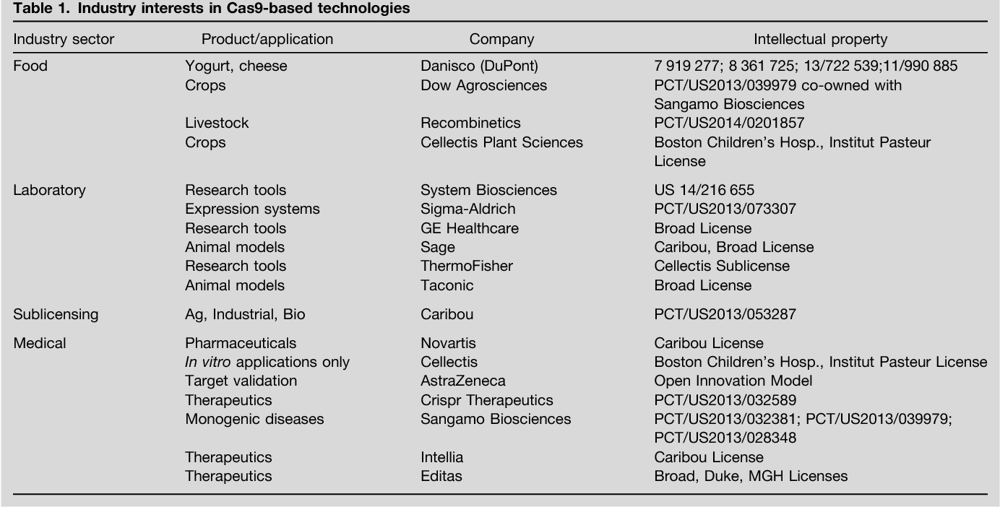 Table 1. Industry interests in Cas9-based technologies
Industry sector Product/application Company Intellectual property
Food Yogurt, cheese Danisco (DuPont) 7 919 277; 8 361 725; 13/722 539;11/990 885
Crops Dow Agrosciences PCT/US2013/039979 co-owned with
Sangamo Biosciences
Livestock Recombinetics PCT/US2014/0201857
Crops Cellectis Plant Sciences Boston Children's Hosp., Institut Pasteur
License
Laboratory Research tools System Biosciences US 14/216 655
Expression systems Sigma-Aldrich PCT/US2013/073307
Research tools GE Healthcare Broad License
Animal models Sage Caribou, Broad License
Research tools ThermoFisher Cellectis Sublicense
Animal models Taconic Broad License
Sublicensing Ag, Industrial, Bio Caribou PCT/US2013/053287
Medical Pharmaceuticals Novartis Caribou License
In vitro applications only Cellectis Boston Children's Hosp., Institut Pasteur License
Target validation AstraZeneca Open Innovation Model
Therapeutics Crispr Therapeutics PCT/US2013/032589
Monogenic diseases Sangamo Biosciences PCT/US2013/032381; PCT/US2013/039979;
PCT/US2013/028348
Therapeutics Intellia Caribou License
Therapeutics Editas Broad, Duke, MGH Licenses